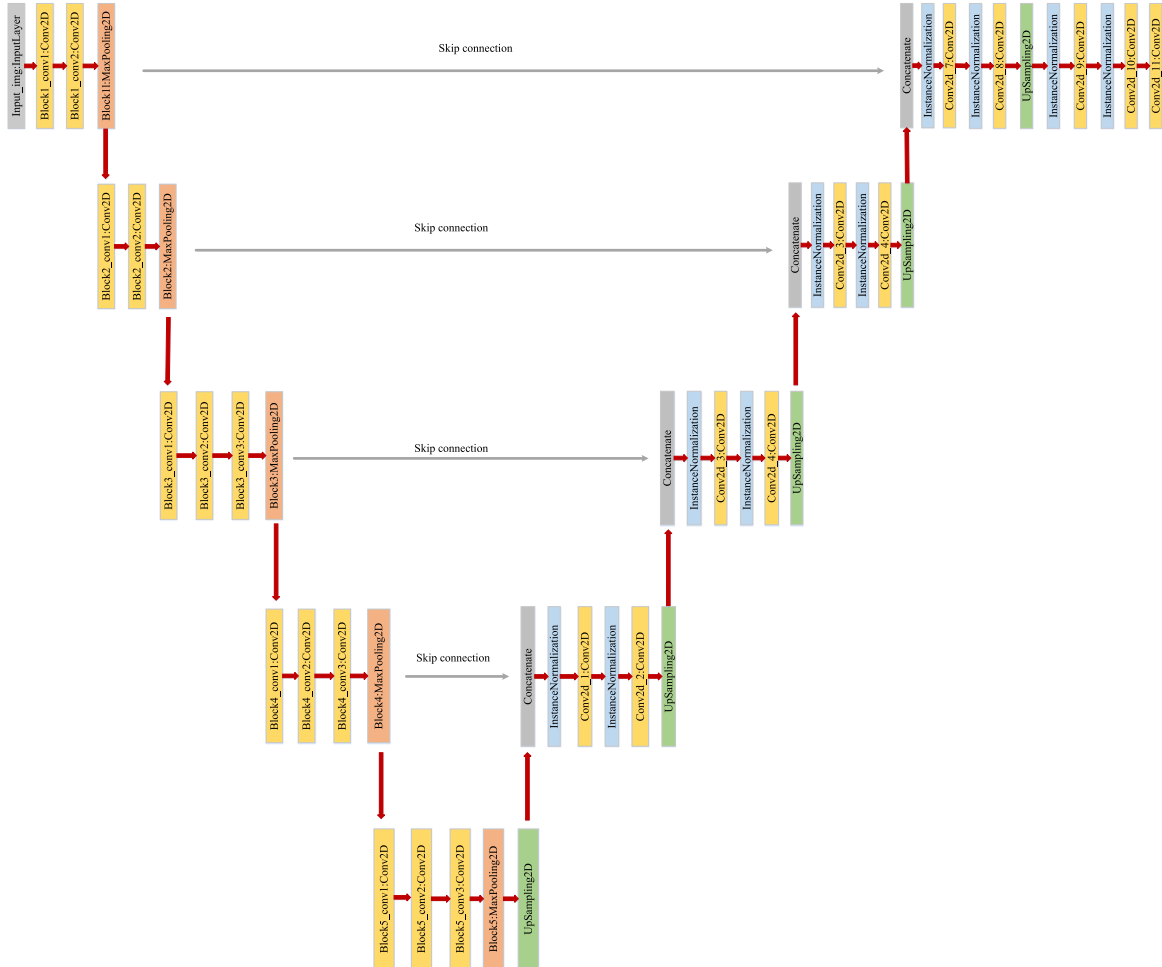 Input_img:InputLayer
Block1_conv1:Conv2D
Block1_conv2:Conv2D
Block1l:MaxPooling2D
Skip connection
Concatenate
InstanceNormalization
Conv2d_7:Conv2D
InstanceNormalization
Conv2d_8:Conv2D
UpSampling2D
InstanceNormalization
Conv2d_9:Conv2D
InstanceNormalization
Conv2d_10:Conv2D
Conv2d_11:Conv2D
Block2_conv1:Conv2D
Block2_conv2:Conv2D
Block2:MaxPooling2D
Skip connection
Concatenate
InstanceNormalization
Conv2d_3:Conv2D
InstanceNormalization
Conv2d_4:Conv2D
UpSampling2D
Block3_conv1:Conv2D
Block3_conv2:Conv2D
Block3_conv3:Conv2D
Block3:MaxPooling2D
Skip connection
Concatenate
InstanceNormalization
Conv2d_3:Conv2D
InstanceNormalization
Conv2d_4:Conv2D
UpSampling2D
Block4_conv1:Conv2D
Block4_conv2:Conv2D
Block4_conv3:Conv2D
Block4:MaxPooling2D
Skip connection
Concatenate
InstanceNormalization
Conv2d_1:Conv2D
InstanceNormalization
Conv2d_2:Conv2D
UpSampling2D
Block5_conv1:Conv2D
Block5_conv2:Conv2D
Block5_conv3:Conv2D
Block5:MaxPooling2D
UpSampling2D